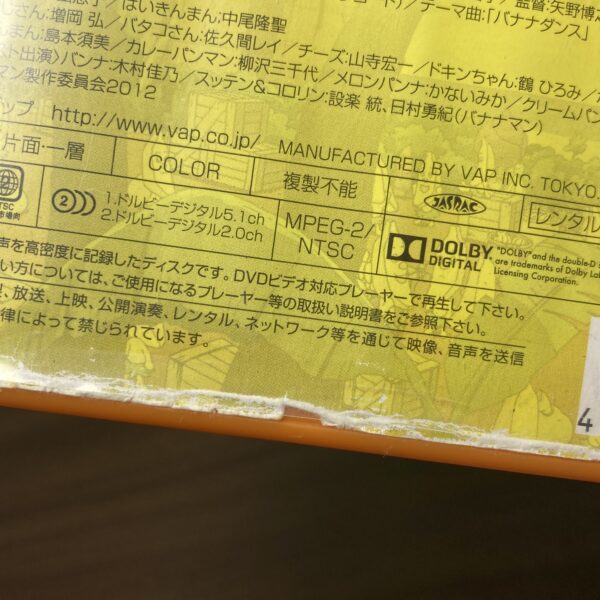 監督:矢野博之
テーマ曲:「バナナダンス」
ばいきんまん:中尾隆聖
増岡 弘／バタコさん:佐久間レイ／チーズ:山寺宏一／ドキンちゃん:鶴 ひろみ
島本須美／カレーパンマン:柳沢三千代／メロンパンナ:かないみか／クリームパン
スト出演〉バンナ:木村佳乃／スッテン&コロリン:設楽 統、日村勇紀(バナナマン)
マン製作委員会2012
ップ http://www.vap.co.jp/ MANUFACTURED BY VAP INC. TOKYO.
片面・一層 COLOR 複製不能 JASRAC レンタル
NTSC
市場向
2 1.ドルビーデジタル5.1ch
2.ドルビーデジタル2.0ch
MPEG-2/
NTSC
DOLBY
DIGITAL
"DOLBY" and the double-D
are trademarks of Dolby La
Licensing Corporation.
声を高密度に記録したディスクです。DVDビデオ対応プレーヤーで再生して下さい。
い方については、ご使用になるプレーヤー等の取扱い説明書をご参照下さい。
、放送、上映、公開演奏、レンタル、ネットワーク等を通じて映像、音声を送信
律によって禁じられています。
4